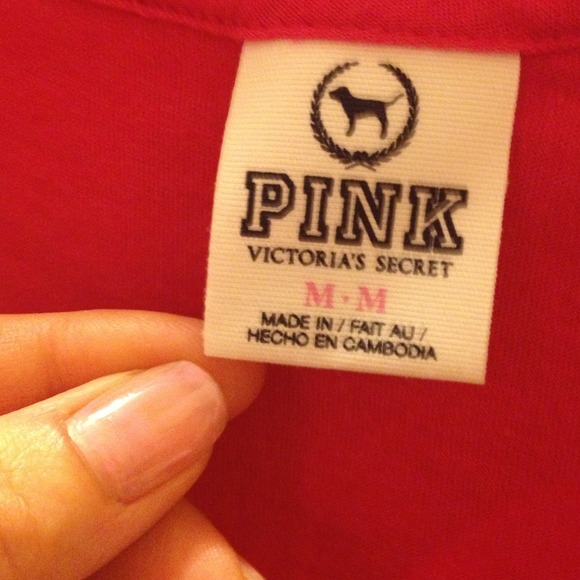 PINK
VICTORIA'S SECRET
M · M
MADE IN / FAIT AU /
HECHO EN CAMBODIA